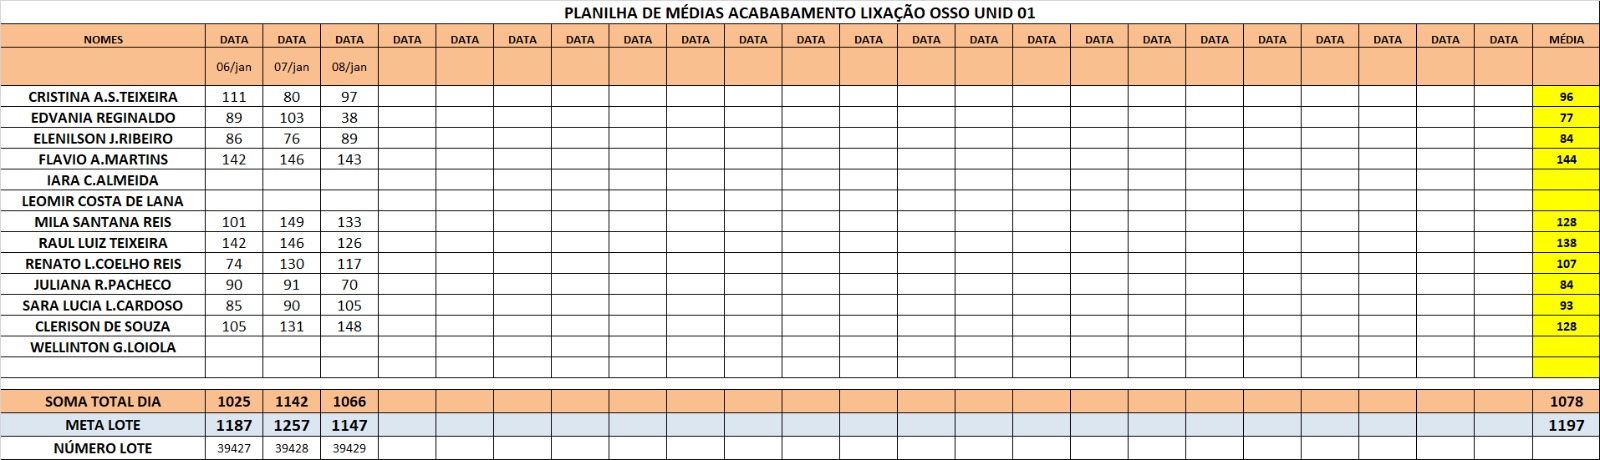 PLANILHA DE MÉDIAS ACABABAMENTO LIXAÇÃO OSSO UNID 01
NOMES DATA DATA DATA DATA DATA DATA DATA DATA DATA DATA DATA DATA DATA DATA DATA DATA DATA DATA DATA DATA DATA DATA DATA MÉDIA
06/jan 07/jan 08/jan
CRISTINA A.S.TEIXEIRA 111 80 97 96
EDVANIA REGINALDO 89 103 38 77
ELENILSON J.RIBEIRO 86 76 89 84
FLAVIO A.MARTINS 142 146 143 144
IARA C.ALMEIDA
LEOMIR COSTA DE LANA
MILA SANTANA REIS 101 149 133 128
RAUL LUIZ TEIXEIRA 142 146 126 138
RENATO L.COELHO REIS 74 130 117 107
JULIANA R.PACHECO 90 91 70 84
SARA LUCIA L.CARDOSO 85 90 105 93
CLERISON DE SOUZA 105 131 148 128
WELLINTON G.LOIOLA
SOMA TOTAL DIA 1025 1142 1066 1078
META LOTE 1187 1257 1147 1197
NÚMERO LOTE 39427 39428 39429